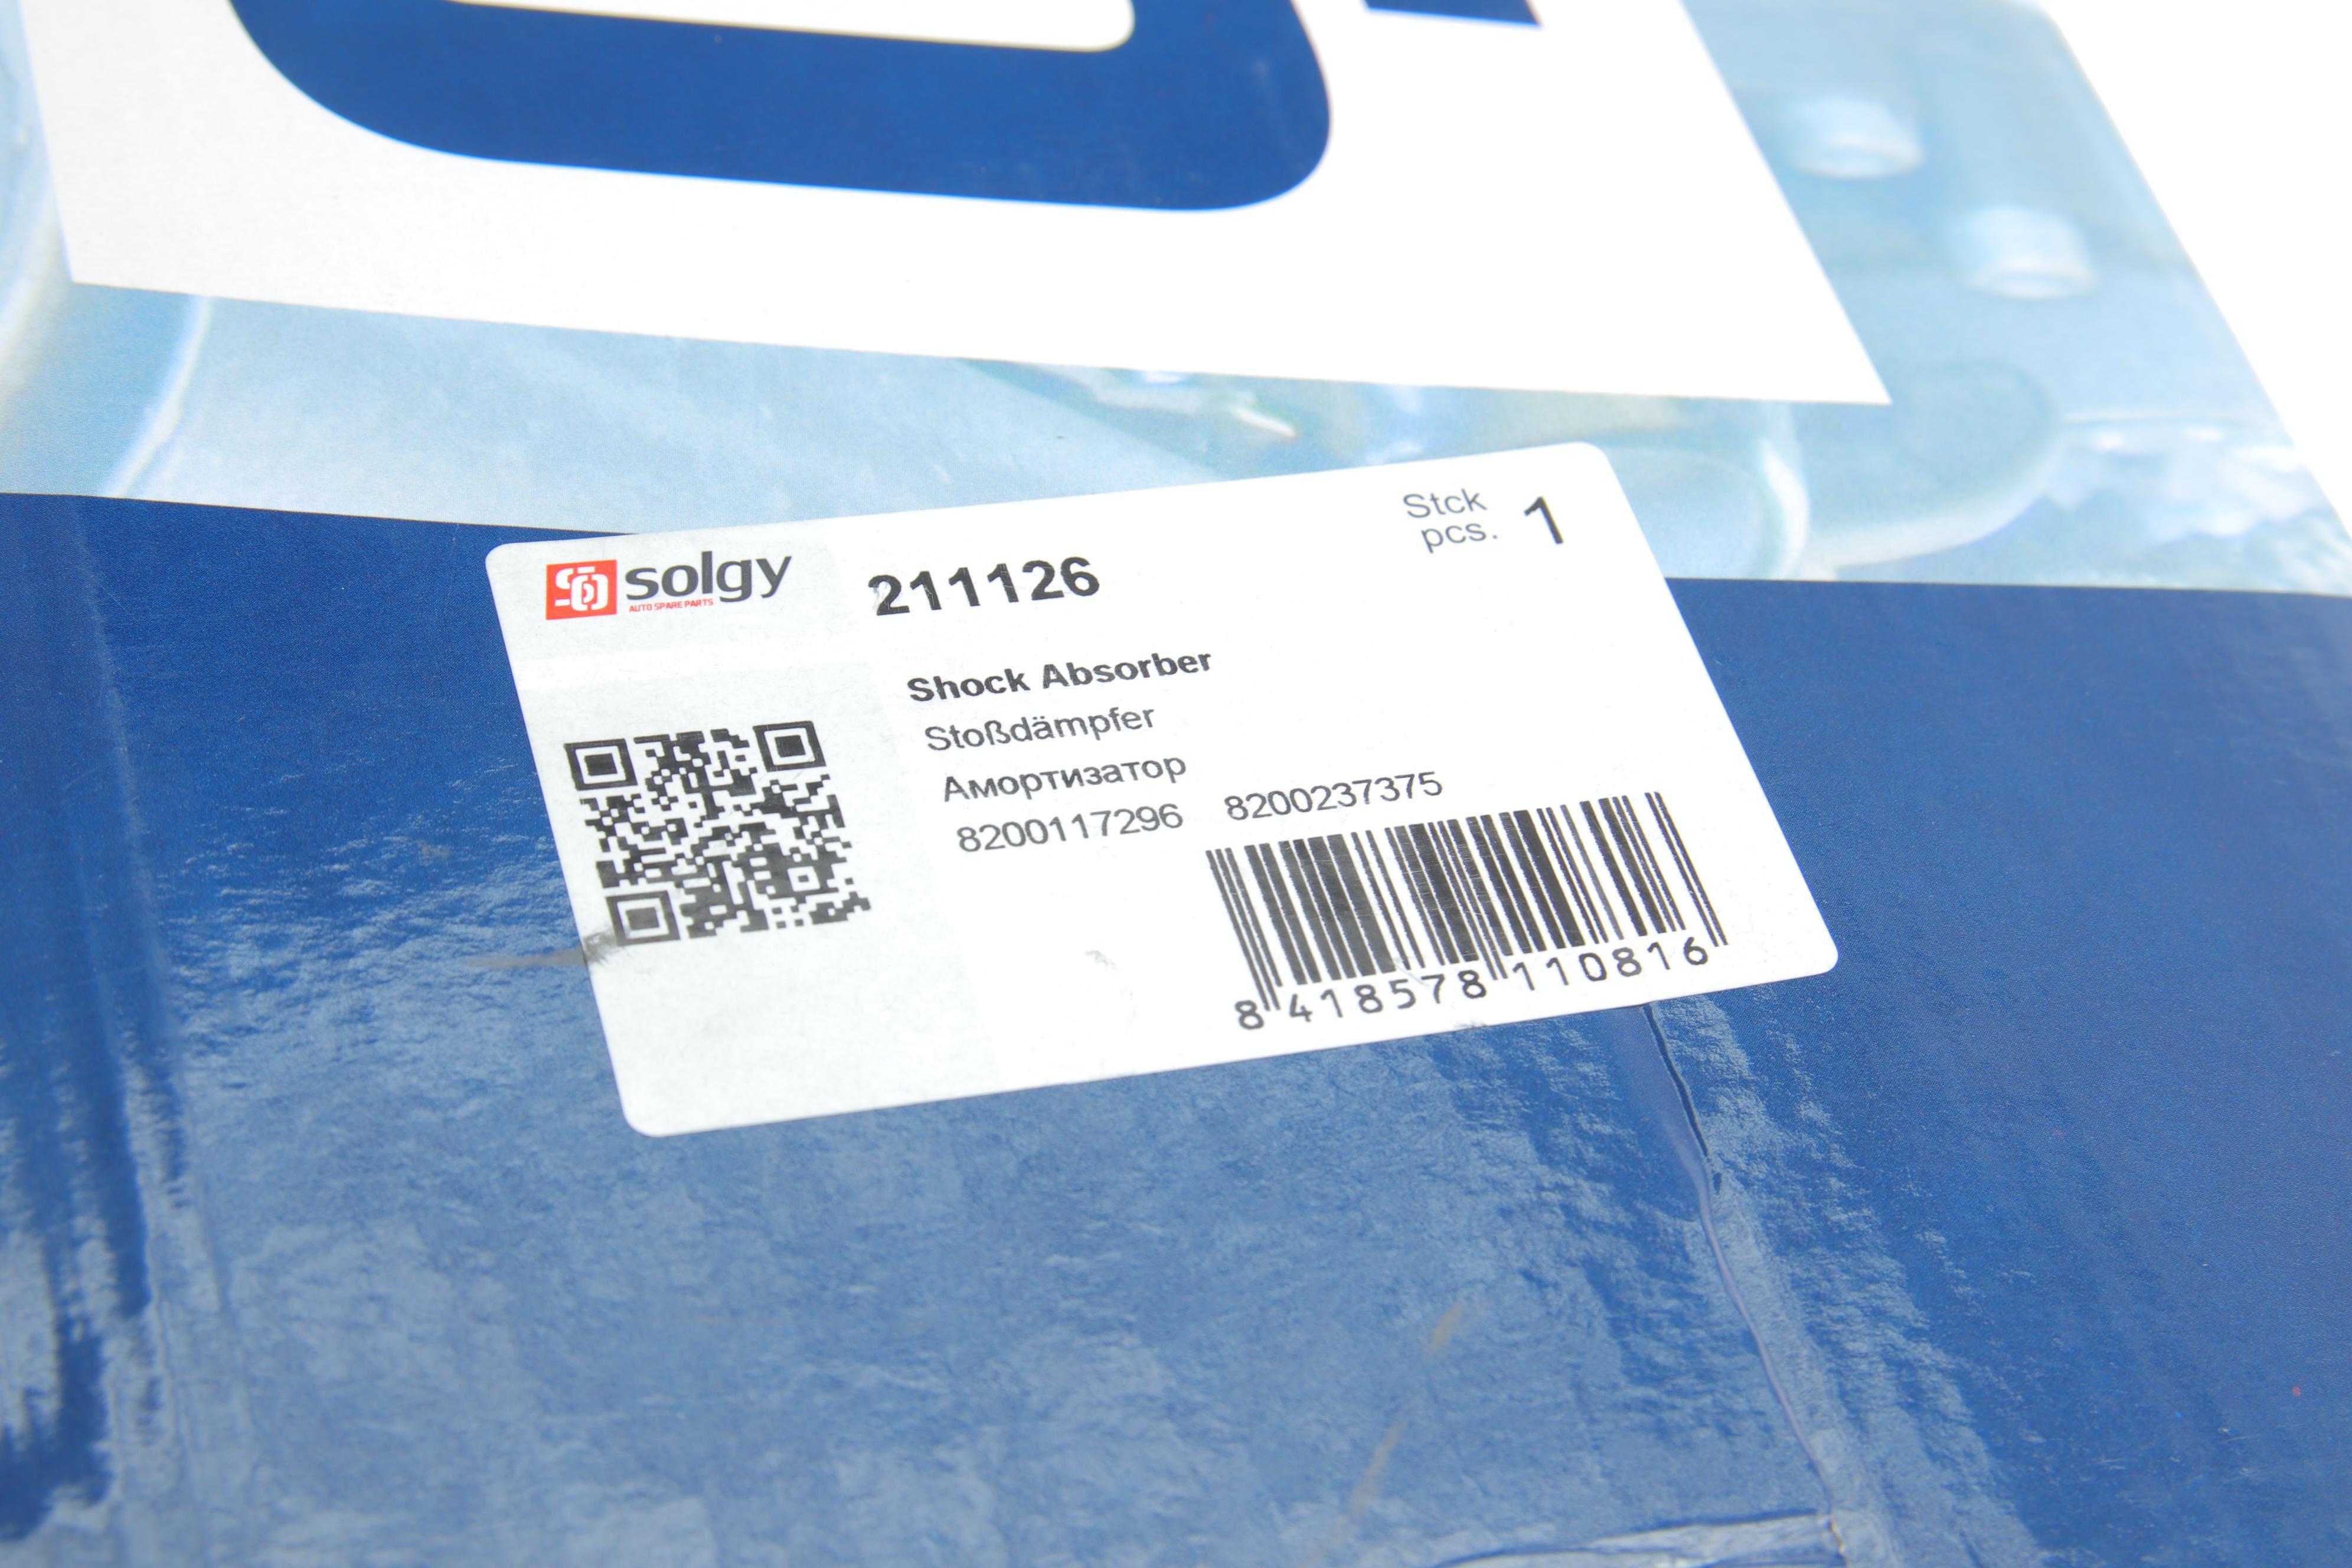 solgy
AUTO SPARE PARTS
211126
Stck
pcs. 1
Shock Absorber
Stoßdämpfer
Амортизатор
8200117296 8200237375
8 418578 110816